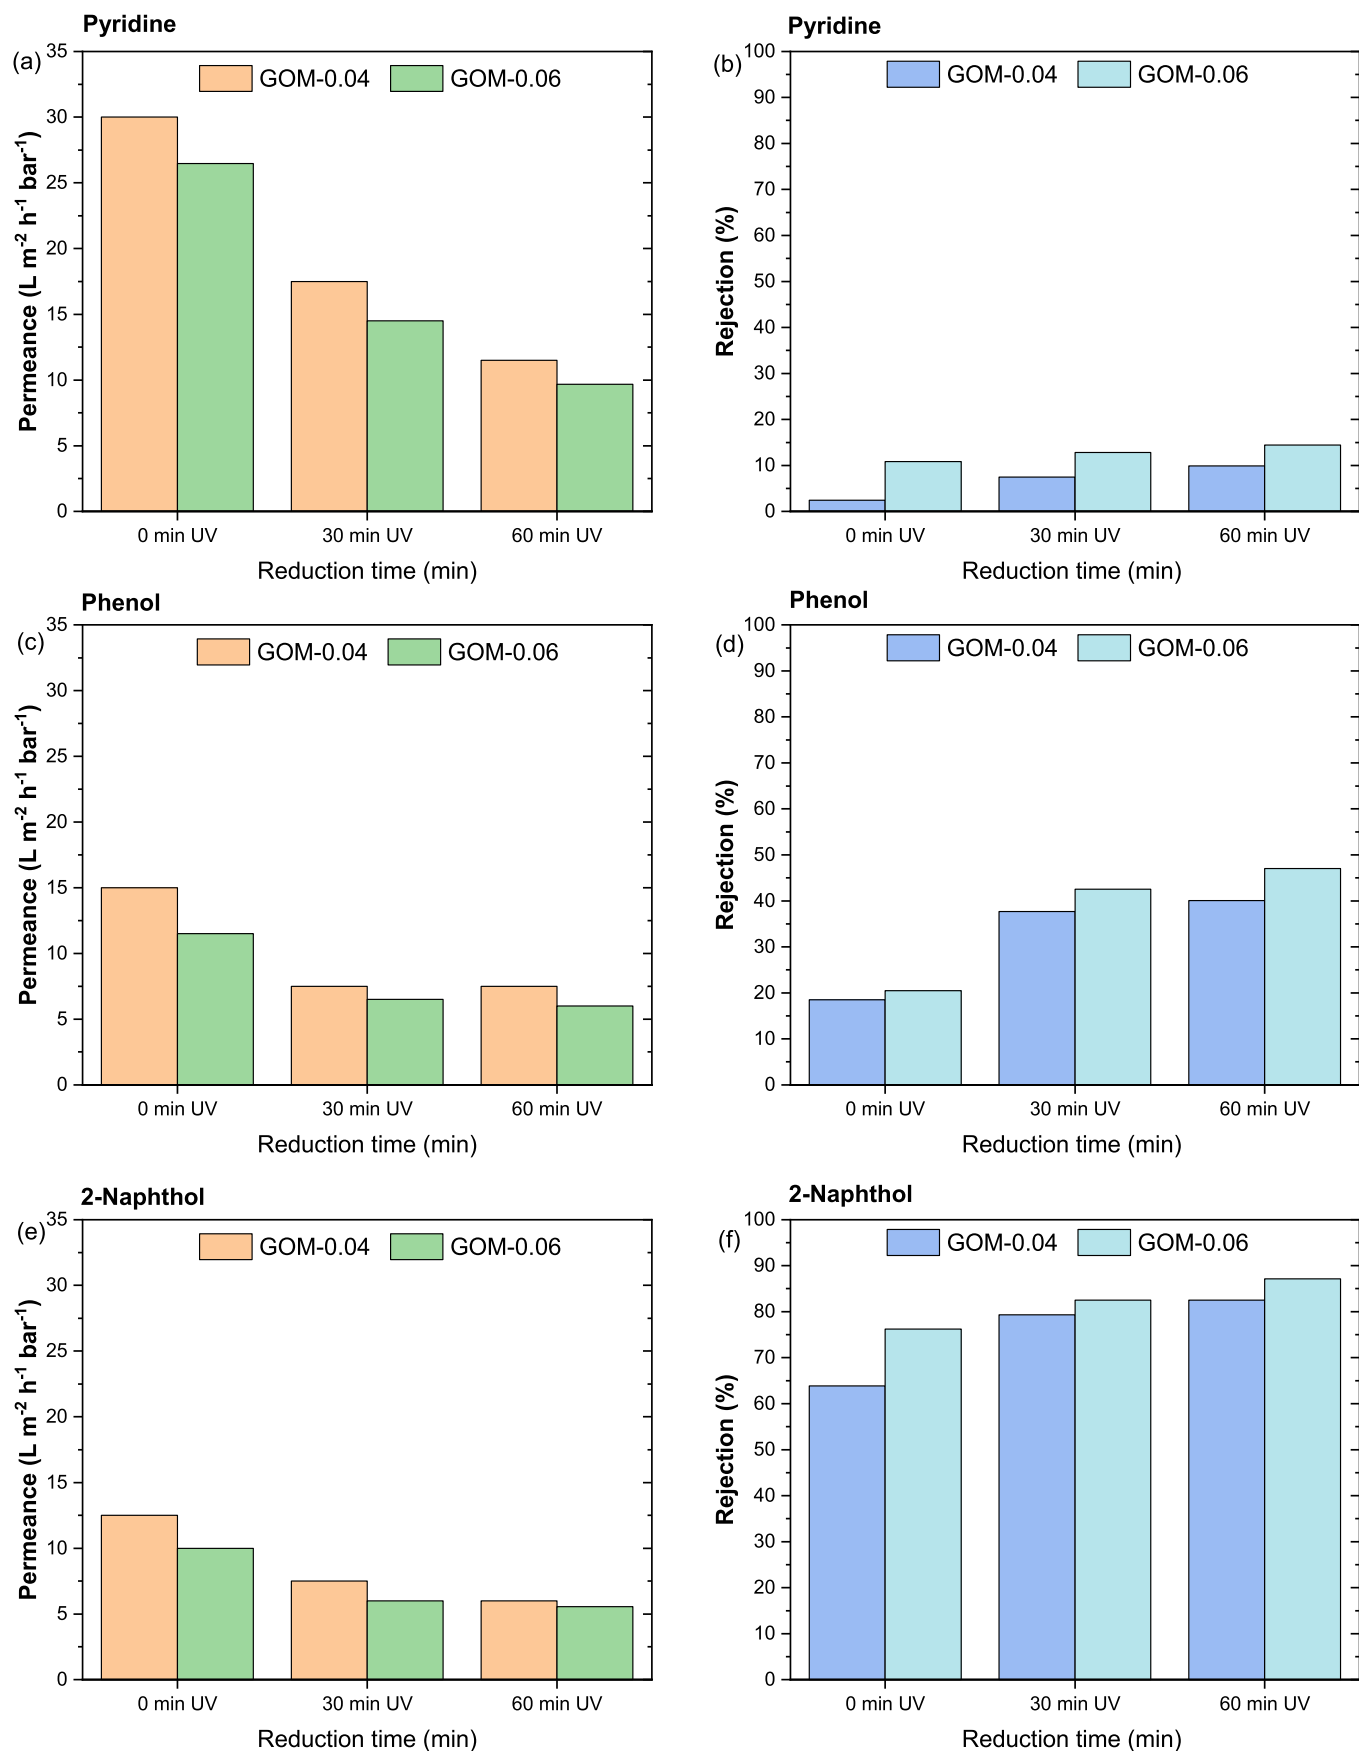 Pyridine
(a)
GOM-0.04 GOM-0.06
35
30
25
20
15
10
5
0
Permeance (L m⁻² h⁻¹ bar⁻¹)
0 min UV 30 min UV 60 min UV
Reduction time (min)
Pyridine
(b)
GOM-0.04 GOM-0.06
100
90
80
70
60
50
40
30
20
10
0
Rejection (%)
0 min UV 30 min UV 60 min UV
Reduction time (min)
Phenol
(c)
GOM-0.04 GOM-0.06
35
30
25
20
15
10
5
0
Permeance (L m⁻² h⁻¹ bar⁻¹)
0 min UV 30 min UV 60 min UV
Reduction time (min)
Phenol
(d)
GOM-0.04 GOM-0.06
100
90
80
70
60
50
40
30
20
10
0
Rejection (%)
0 min UV 30 min UV 60 min UV
Reduction time (min)
2-Naphthol
(e)
GOM-0.04 GOM-0.06
35
30
25
20
15
10
5
0
Permeance (L m⁻² h⁻¹ bar⁻¹)
0 min UV 30 min UV 60 min UV
Reduction time (min)
2-Naphthol
(f)
GOM-0.04 GOM-0.06
100
90
80
70
60
50
40
30
20
10
0
Rejection (%)
0 min UV 30 min UV 60 min UV
Reduction time (min)